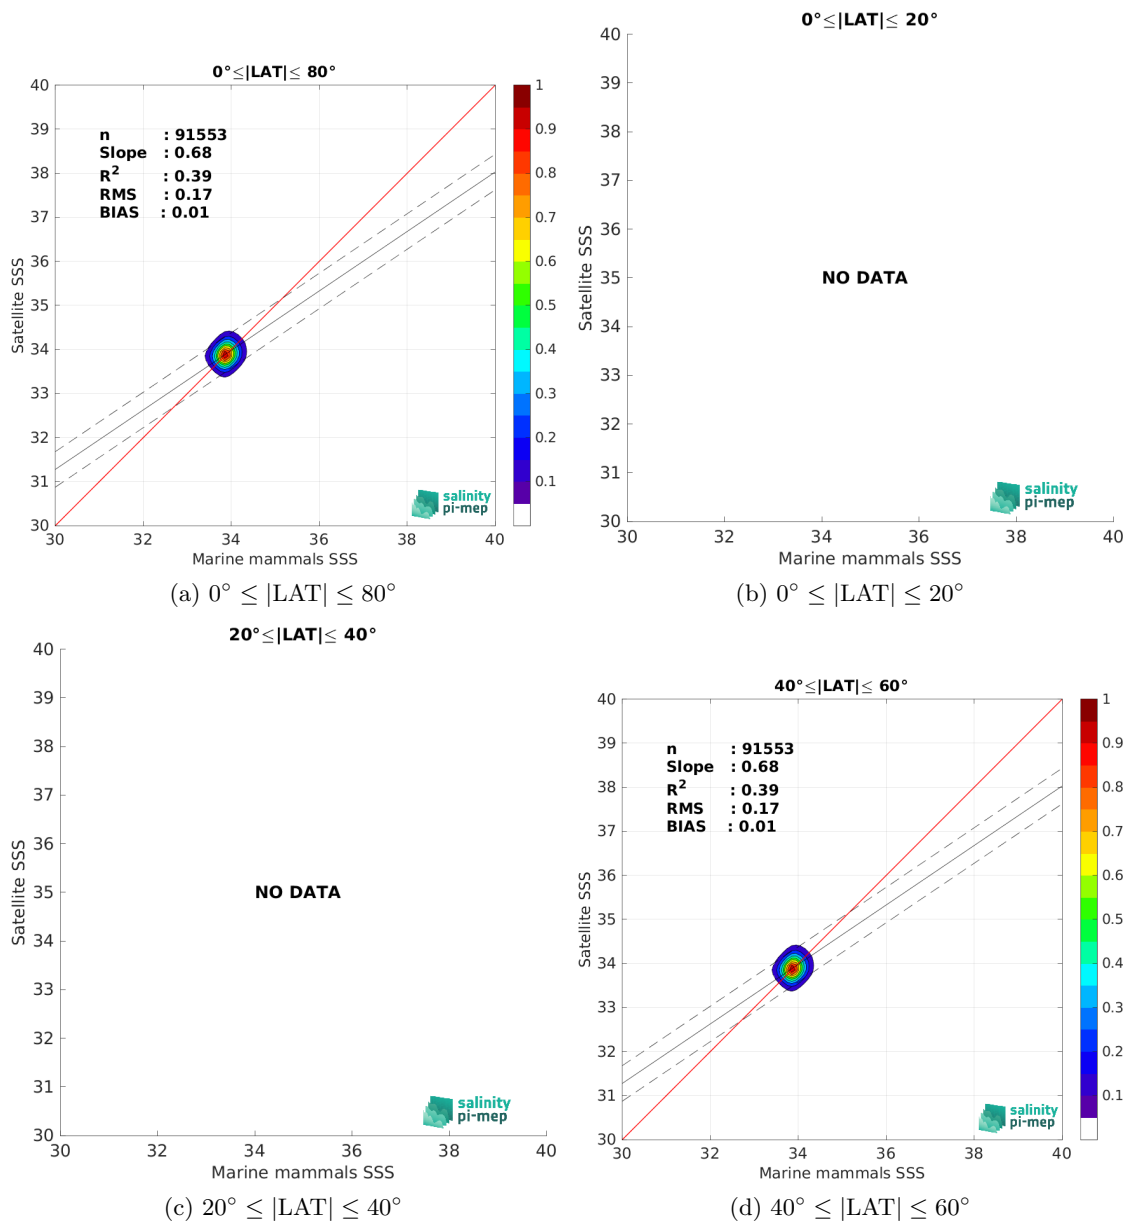 0°≤|LAT|≤ 80°
40
39
38
37
36
35
34
33
32
31
30
Satellite SSS
n : 91553
Slope : 0.68
R² : 0.39
RMS : 0.17
BIAS : 0.01
salinity
pi-mep
30 32 34 36 38 40
Marine mammals SSS
1
0.9
0.8
0.7
0.6
0.5
0.4
0.3
0.2
0.1
(a) 0° ≤ |LAT| ≤ 80°
0°≤|LAT|≤ 20°
40
39
38
37
36
35
34
33
32
31
30
Satellite SSS
NO DATA
salinity
pi-mep
30 32 34 36 38 40
Marine mammals SSS
(b) 0° ≤ |LAT| ≤ 20°
20°≤|LAT|≤ 40°
40
39
38
37
36
35
34
33
32
31
30
Satellite SSS
NO DATA
salinity
pi-mep
30 32 34 36 38 40
Marine mammals SSS
(c) 20° ≤ |LAT| ≤ 40°
40°≤|LAT|≤ 60°
40
39
38
37
36
35
34
33
32
31
30
Satellite SSS
n : 91553
Slope : 0.68
R² : 0.39
RMS : 0.17
BIAS : 0.01
salinity
pi-mep
30 32 34 36 38 40
Marine mammals SSS
1
0.9
0.8
0.7
0.6
0.5
0.4
0.3
0.2
0.1
(d) 40° ≤ |LAT| ≤ 60°